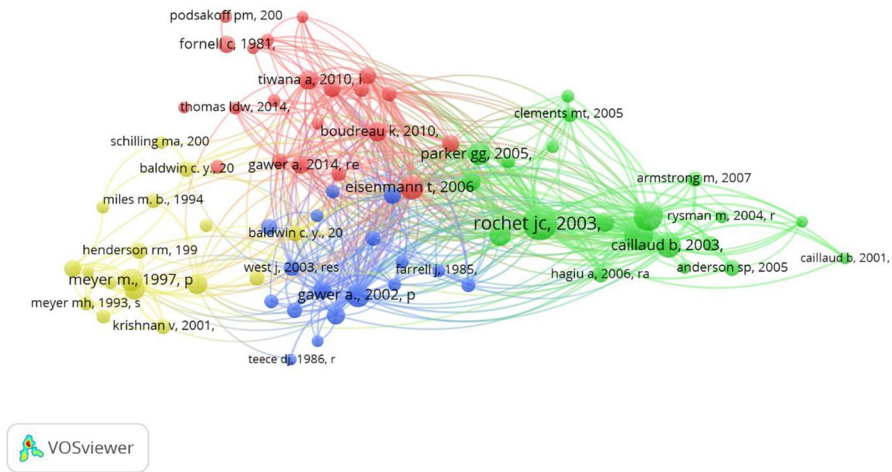 podsakoff pm, 200
fornell c, 1981,
tiwana a, 2010, i
thomas ldw, 2014,
clements mt, 2005
boudreau k, 2010,
schilling ma, 200
parker gg, 2005,
gawer a, 2014, re
baldwin c. y., 20
armstrong m, 2007
eisenmann t, 2006
miles m. b., 1994
rysman m, 2004, r
rochet jc, 2003,
baldwin c. y., 20
caillaud b, 2003,
henderson rm, 199
caillaud b, 2001,
west j, 2003, res
farrell j, 1985,
anderson sp, 2005
hagiu a, 2006, ra
meyer m., 1997, p
gawer a., 2002, p
meyer mh, 1993, s
krishnan v, 2001,
teece dj, 1986, r
VOSviewer